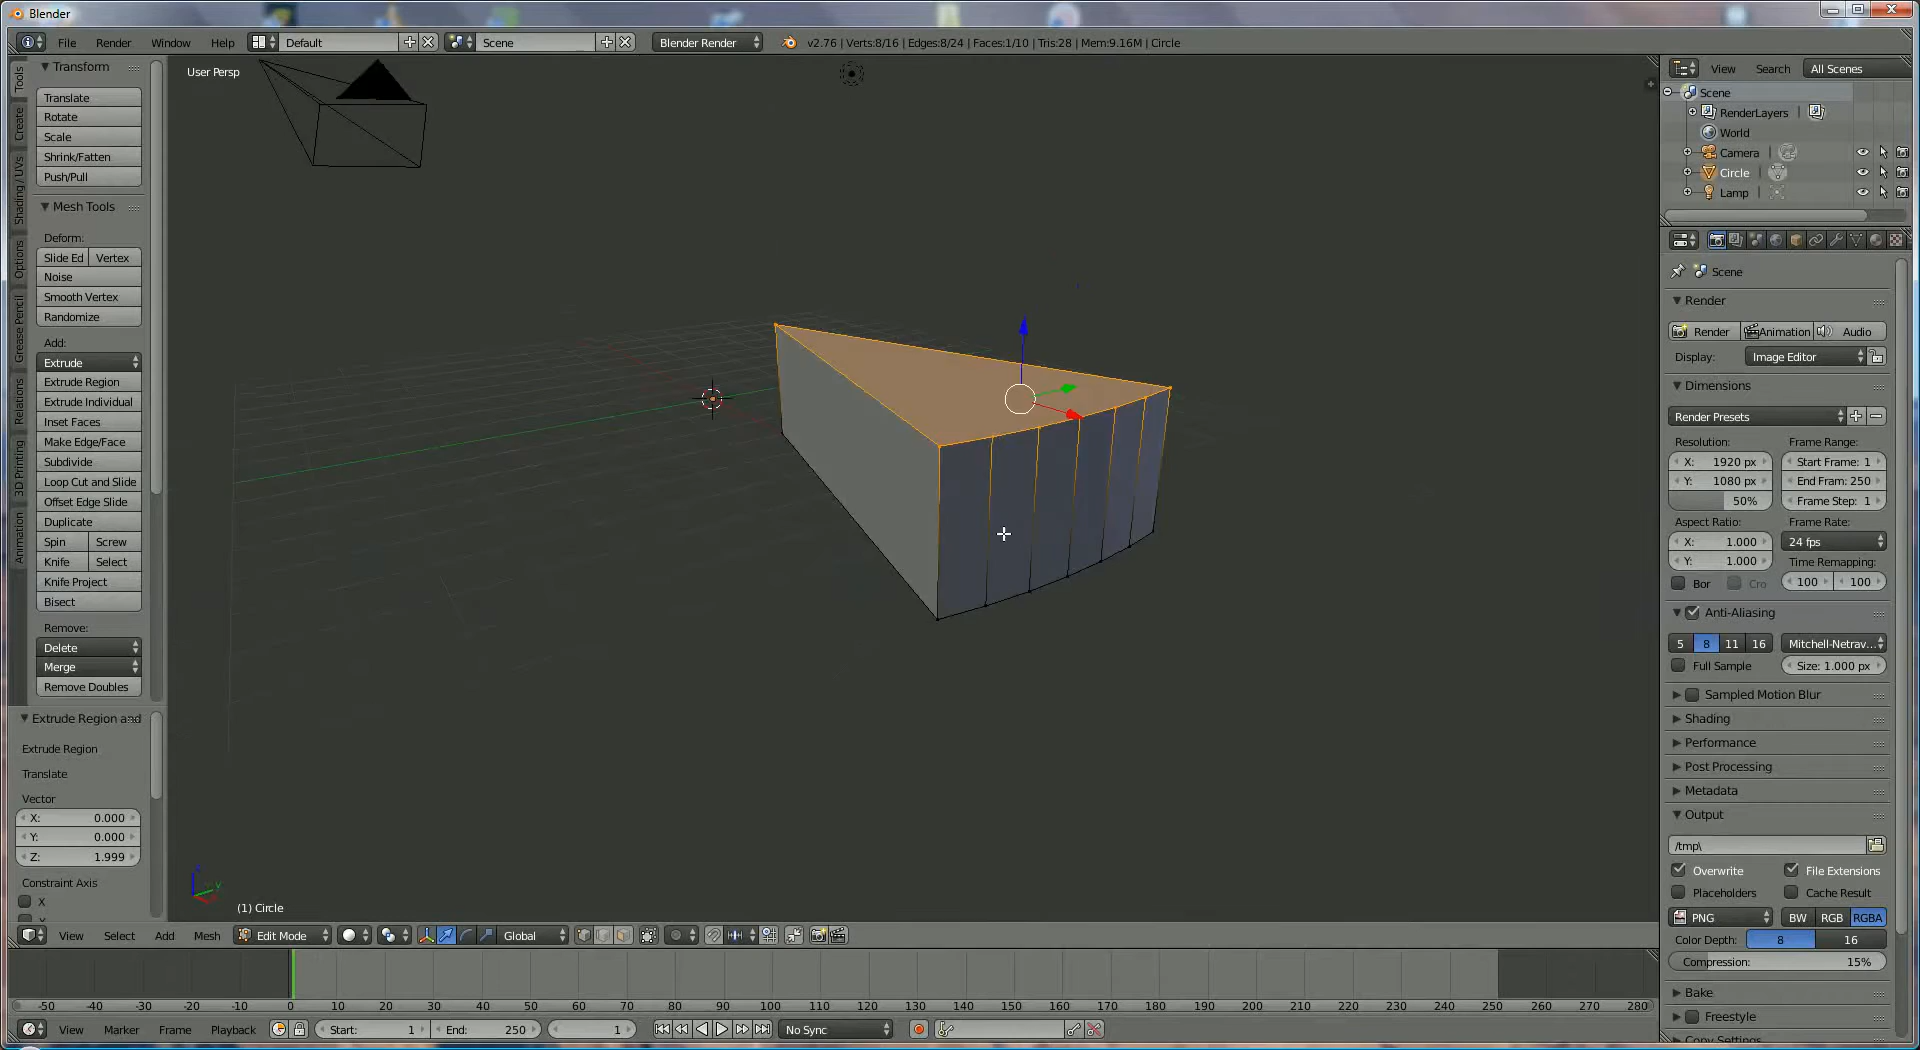 Blender
File Render Window Help Default Scene Blender Render v2.76 | Verts:8/16 | Edges:8/24 | Faces:1/10 | Tris:28 | Mem:9.16M | Circle
Tools
Create
Shading / UVs
Options
Grease Pencil
Relations
3D Printing
Animation
Transform
Translate
Rotate
Scale
Shrink/Fatten
Push/Pull
Mesh Tools
Deform:
Slide Ed Vertex
Noise
Smooth Vertex
Randomize
Add:
Extrude
Extrude Region
Extrude Individual
Inset Faces
Make Edge/Face
Subdivide
Loop Cut and Slide
Offset Edge Slide
Duplicate
Spin Screw
Knife Select
Knife Project
Bisect
Remove:
Delete
Merge
Remove Doubles
Extrude Region and
Extrude Region
Translate
Vector
X: 0.000
Y: 0.000
Z: 1.999
Constraint Axis
X
User Persp
(1) Circle
View Select Add Mesh Edit Mode Global
-50 -40 -30 -20 -10 0 10 20 30 40 50 60 70 80 90 100 110 120 130 140 150 160 170 180 190 200 210 220 230 240 250 260 270 280
View Marker Frame Playback Start: 1 End: 250 1 No Sync
View Search All Scenes
Scene
RenderLayers
World
Camera
Circle
Lamp
Scene
Render
Render Animation Audio
Display: Image Editor
Dimensions
Render Presets
Resolution: Frame Range:
X: 1920 px Start Frame: 1
Y: 1080 px End Fram: 250
50% Frame Step: 1
Aspect Ratio: Frame Rate:
X: 1.000 24 fps
Y: 1.000 Time Remapping:
Bor Cro 100 100
Anti-Aliasing
5 8 11 16 Mitchell-Netrav...
Full Sample Size: 1.000 px
Sampled Motion Blur
Shading
Performance
Post Processing
Metadata
Output
/tmp\
Overwrite File Extensions
Placeholders Cache Result
PNG BW RGB RGBA
Color Depth: 8 16
Compression: 15%
Bake
Freestyle